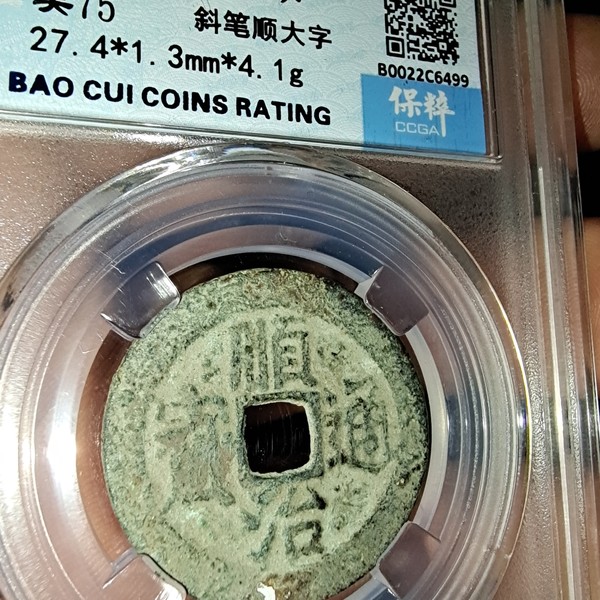 美75
斜笔顺大字
27.4*1.3mm*4.1g
B0022C6499
BAO CUI COINS RATING
保粹
CCGA
順治通寳